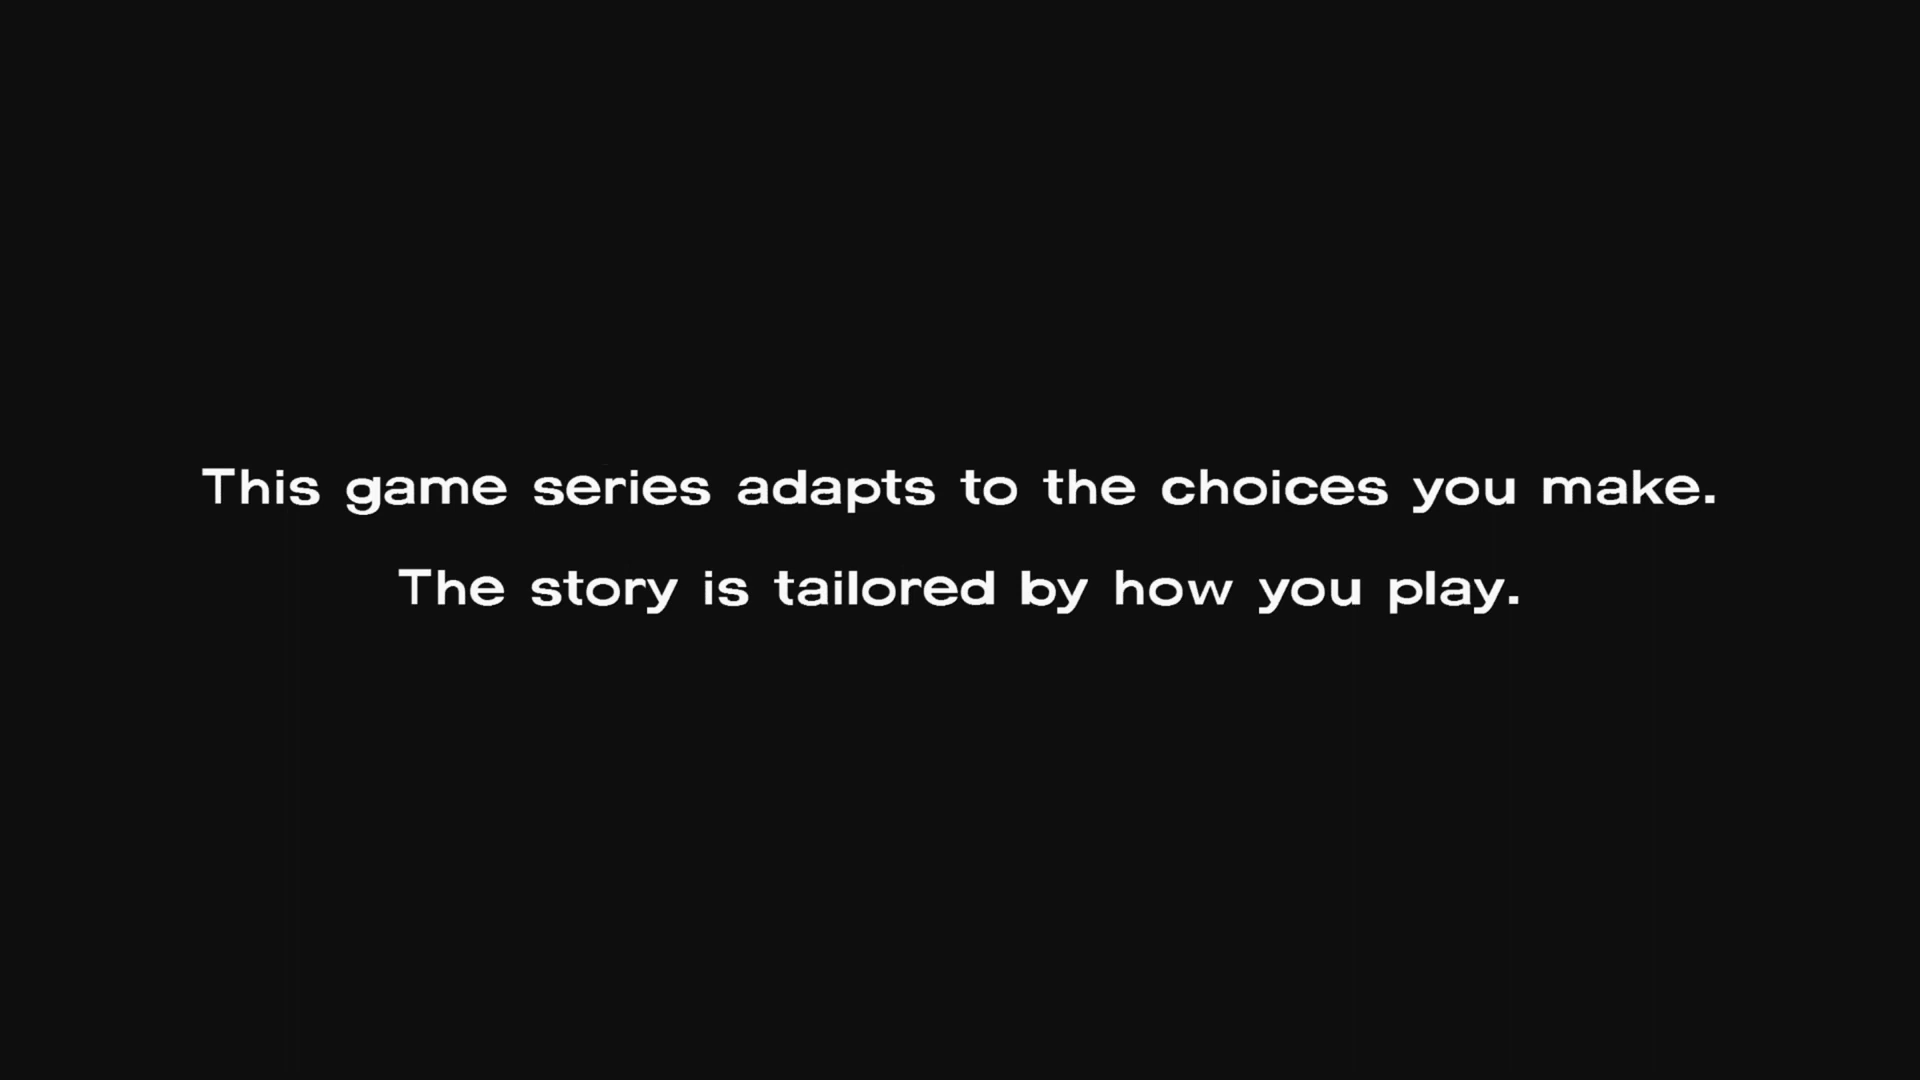 This game series adapts to the choices you make.
The story is tailored by how you play.